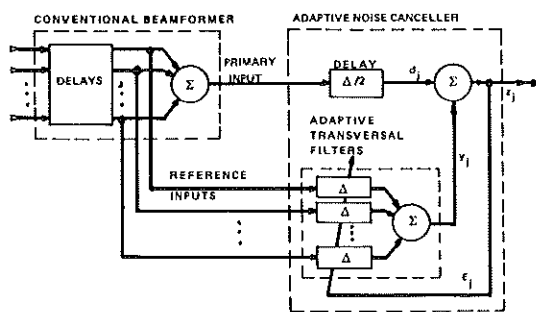 CONVENTIONAL BEAMFORMER
ADAPTIVE NOISE CANCELLER
DELAYS
Σ
PRIMARY
INPUT
DELAY
Δ/2
d_j
Σ
z_j
ADAPTIVE
TRANSVERSAL
FILTERS
y_j
REFERENCE
INPUTS
Δ
Δ
Δ
Σ
ε_j